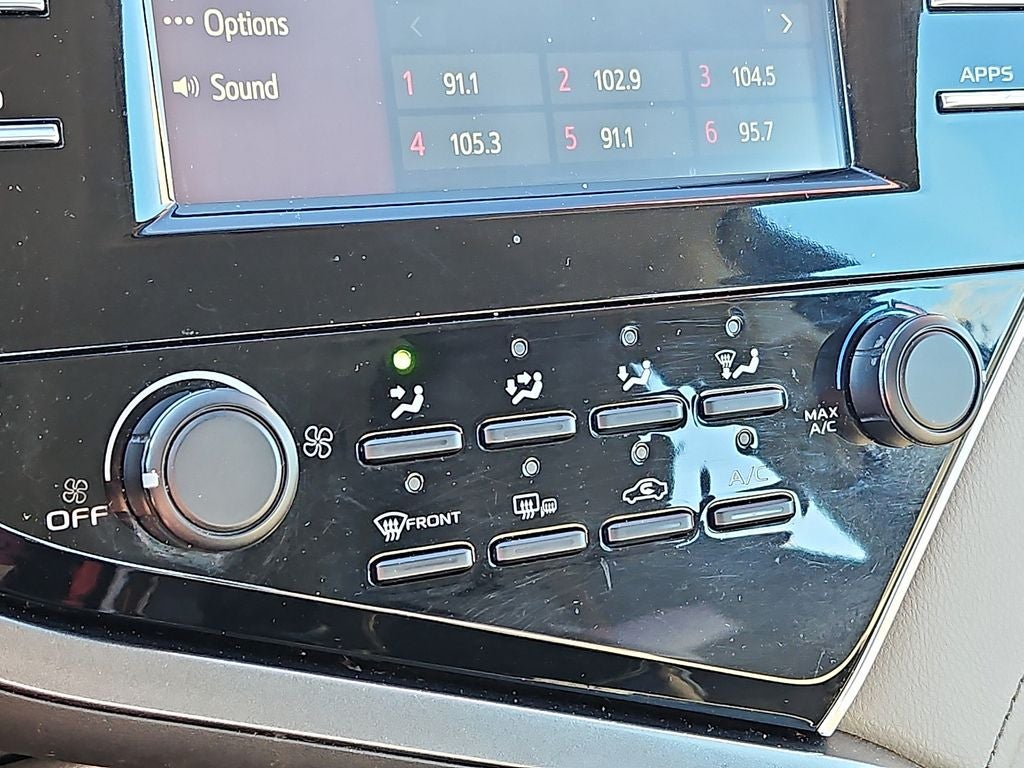 Options
Sound
1 91.1 2 102.9 3 104.5
4 105.3 5 91.1 6 95.7
APPS
OFF
MAX
A/C
FRONT
A/C